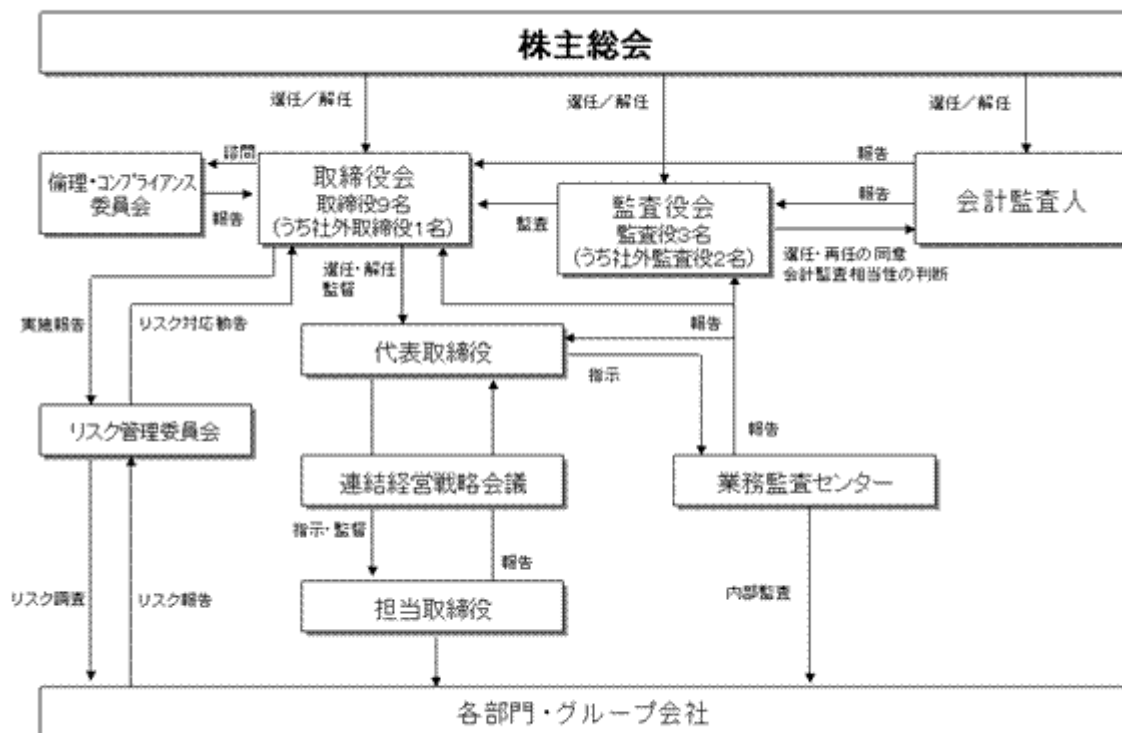 株主総会
選任／解任
選任／解任
選任／解任
諮問
報告
倫理・コンプライアンス
委員会
報告
取締役会
取締役9名
(うち社外取締役1名)
監査
監査役会
監査役3名
(うち社外監査役2名)
報告
会計監査人
選任・再任の同意
会計監査相当性の判断
選任・解任
監督
実施報告
リスク対応勧告
報告
代表取締役
指示
リスク管理委員会
報告
連結経営戦略会議
業務監査センター
指示・監督
報告
リスク調査
リスク報告
担当取締役
内部監査
各部門・グループ会社